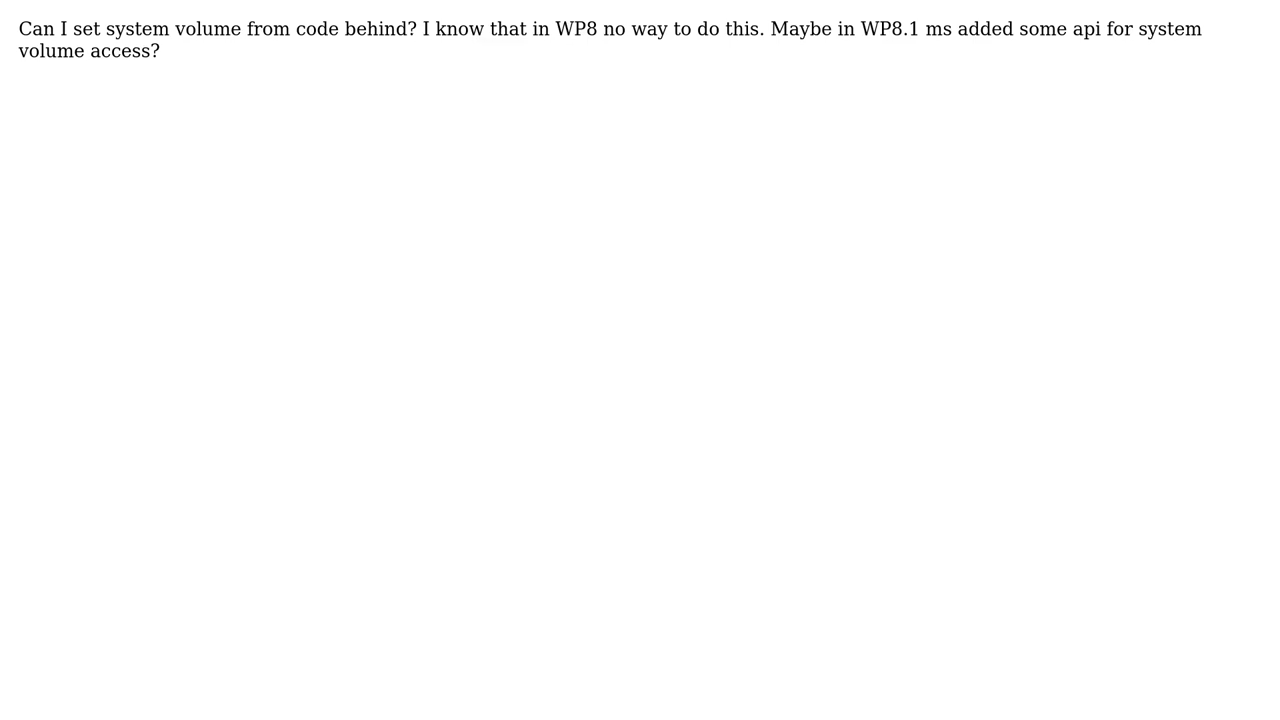 Can I set system volume from code behind? I know that in WP8 no way to do this. Maybe in WP8.1 ms added some api for system
volume access?